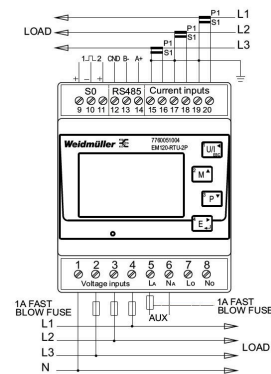 P1 L1
S1
LOAD P1 L2
S1
P1 L3
S1
1 2 GND B- A+
+ - +
S0 RS485 Current inputs
9 10 11 12 13 14 15 16 17 18 19 20
Weidmüller 7760051004
EM120-RTU-2P
U/I
ESC
M
P
E
1 2 3 4 5 6 7 8
Voltage inputs LA NA Lo No
1A FAST
BLOW FUSE
AUX
1A FAST
BLOW FUSE
L1
L2
L3
N
LOAD